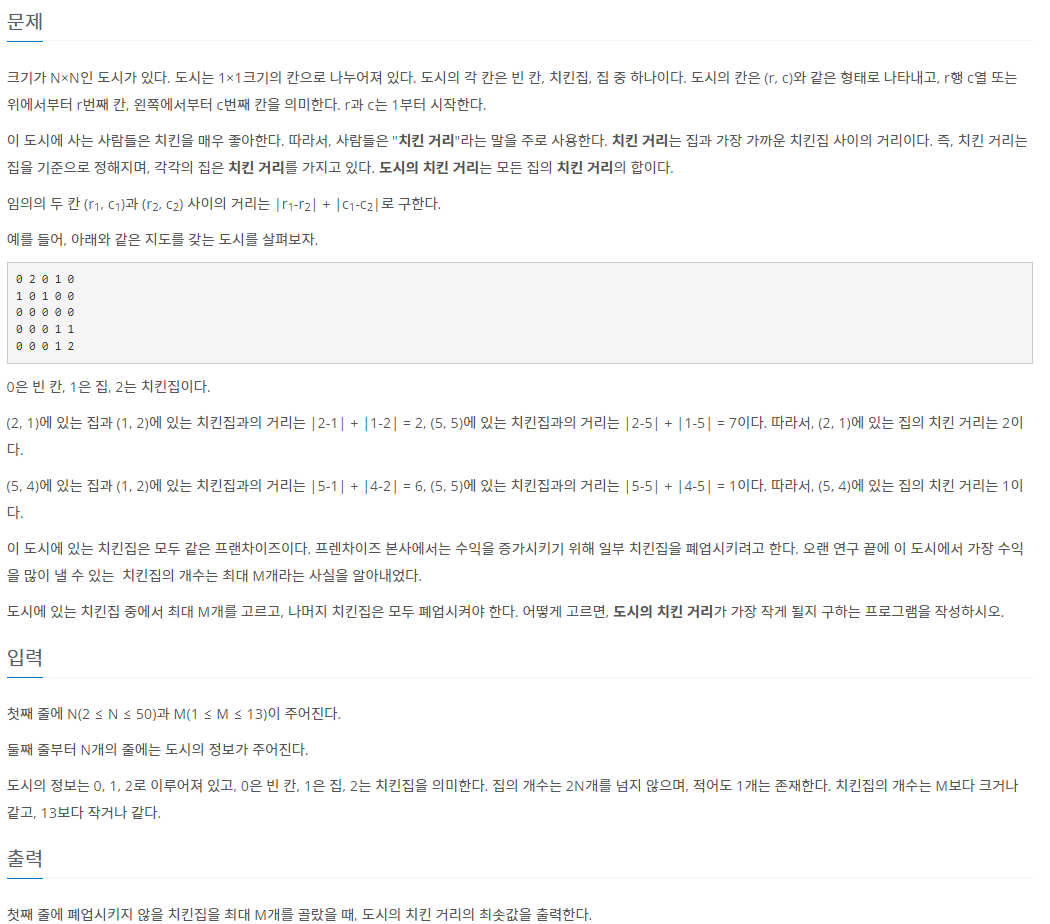 문제
크기가 N×N인 도시가 있다. 도시는 1×1크기의 칸으로 나누어져 있다. 도시의 각 칸은 빈 칸, 치킨집, 집 중 하나이다. 도시의 칸은 (r, c)와 같은 형태로 나타내고, r행 c열 또는
위에서부터 r번째 칸, 왼쪽에서부터 c번째 칸을 의미한다. r과 c는 1부터 시작한다.
이 도시에 사는 사람들은 치킨을 매우 좋아한다. 따라서, 사람들은 "치킨 거리"라는 말을 주로 사용한다. 치킨 거리는 집과 가장 가까운 치킨집 사이의 거리이다. 즉, 치킨 거리는
집을 기준으로 정해지며, 각각의 집은 치킨 거리를 가지고 있다. 도시의 치킨 거리는 모든 집의 치킨 거리의 합이다.
임의의 두 칸 (r₁, c₁)과 (r₂, c₂) 사이의 거리는 |r₁-r₂| + |c₁-c₂|로 구한다.
예를 들어, 아래와 같은 지도를 갖는 도시를 살펴보자.
0 2 0 1 0
1 0 1 0 0
0 0 0 0 0
0 0 0 1 1
0 0 0 1 2
0은 빈 칸, 1은 집, 2는 치킨집이다.
(2, 1)에 있는 집과 (1, 2)에 있는 치킨집과의 거리는 |2-1| + |1-2| = 2, (5, 5)에 있는 치킨집과의 거리는 |2-5| + |1-5| = 7이다. 따라서, (2, 1)에 있는 집의 치킨 거리는 2이
다.
(5, 4)에 있는 집과 (1, 2)에 있는 치킨집과의 거리는 |5-1| + |4-2| = 6, (5, 5)에 있는 치킨집과의 거리는 |5-5| + |4-5| = 1이다. 따라서, (5, 4)에 있는 집의 치킨 거리는 1이
다.
이 도시에 있는 치킨집은 모두 같은 프랜차이즈이다. 프렌차이즈 본사에서는 수익을 증가시키기 위해 일부 치킨집을 폐업시키려고 한다. 오랜 연구 끝에 이 도시에서 가장 수익
을 많이 낼 수 있는 치킨집의 개수는 최대 M개라는 사실을 알아내었다.
도시에 있는 치킨집 중에서 최대 M개를 고르고, 나머지 치킨집은 모두 폐업시켜야 한다. 어떻게 고르면, 도시의 치킨 거리가 가장 작게 될지 구하는 프로그램을 작성하시오.
입력
첫째 줄에 N(2 ≤ N ≤ 50)과 M(1 ≤ M ≤ 13)이 주어진다.
둘째 줄부터 N개의 줄에는 도시의 정보가 주어진다.
도시의 정보는 0, 1, 2로 이루어져 있고, 0은 빈 칸, 1은 집, 2는 치킨집을 의미한다. 집의 개수는 2N개를 넘지 않으며, 적어도 1개는 존재한다. 치킨집의 개수는 M보다 크거나
같고, 13보다 작거나 같다.
출력
첫째 줄에 폐업시키지 않을 치킨집을 최대 M개를 골랐을 때, 도시의 치킨 거리의 최솟값을 출력한다.